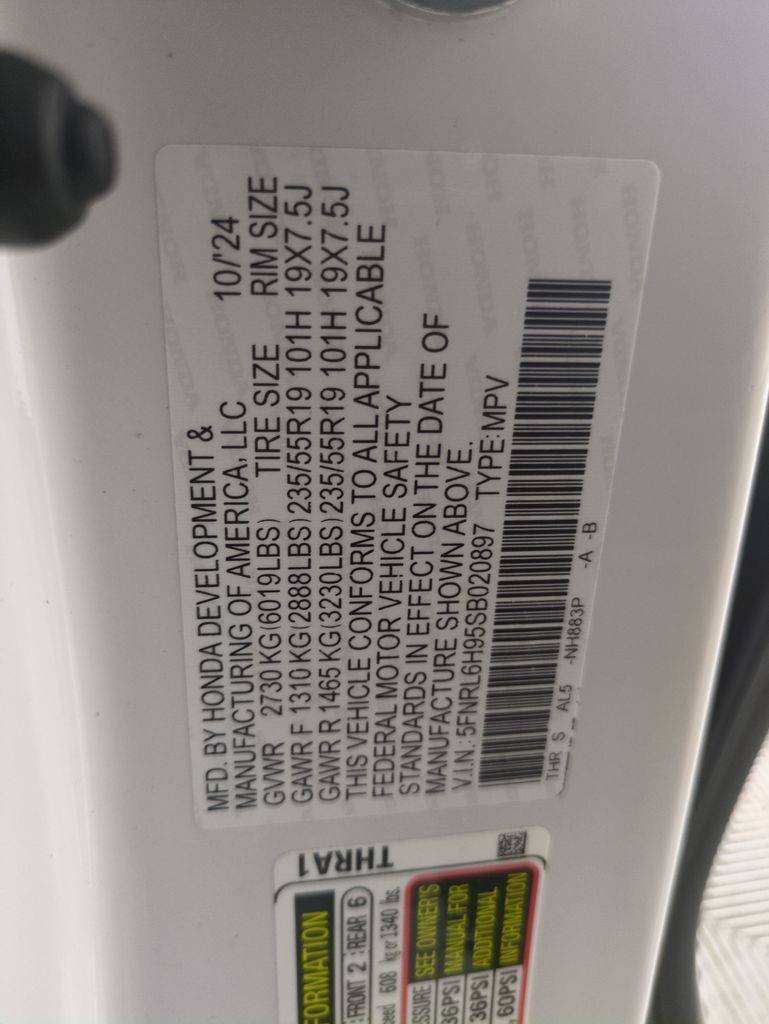 MFD. BY HONDA DEVELOPMENT &
MANUFACTURING OF AMERICA, LLC 10/'24
GVWR 2730 KG(6019LBS) TIRE SIZE RIM SIZE
GAWR F 1310 KG(2888LBS)235/55R19 101H 19X7.5J
GAWR R 1465 KG(3230LBS)235/55R19 101H 19X7.5J
THIS VEHICLE CONFORMS TO ALL APPLICABLE
FEDERAL MOTOR VEHICLE SAFETY
STANDARDS IN EFFECT ON THE DATE OF
MANUFACTURE SHOWN ABOVE.
V.I.N.: 5FNRL6H95SB020897 TYPE:MPV
THR S AL5 -NH883P -A -B
THRA1
FORMATION
:FRONT 2 :REAR 6
608 kg or 1340 lbs.
SEE OWNER'S
36PSI MANUAL FOR
36PSI ADDITIONAL
, 60PSI INFORMATION